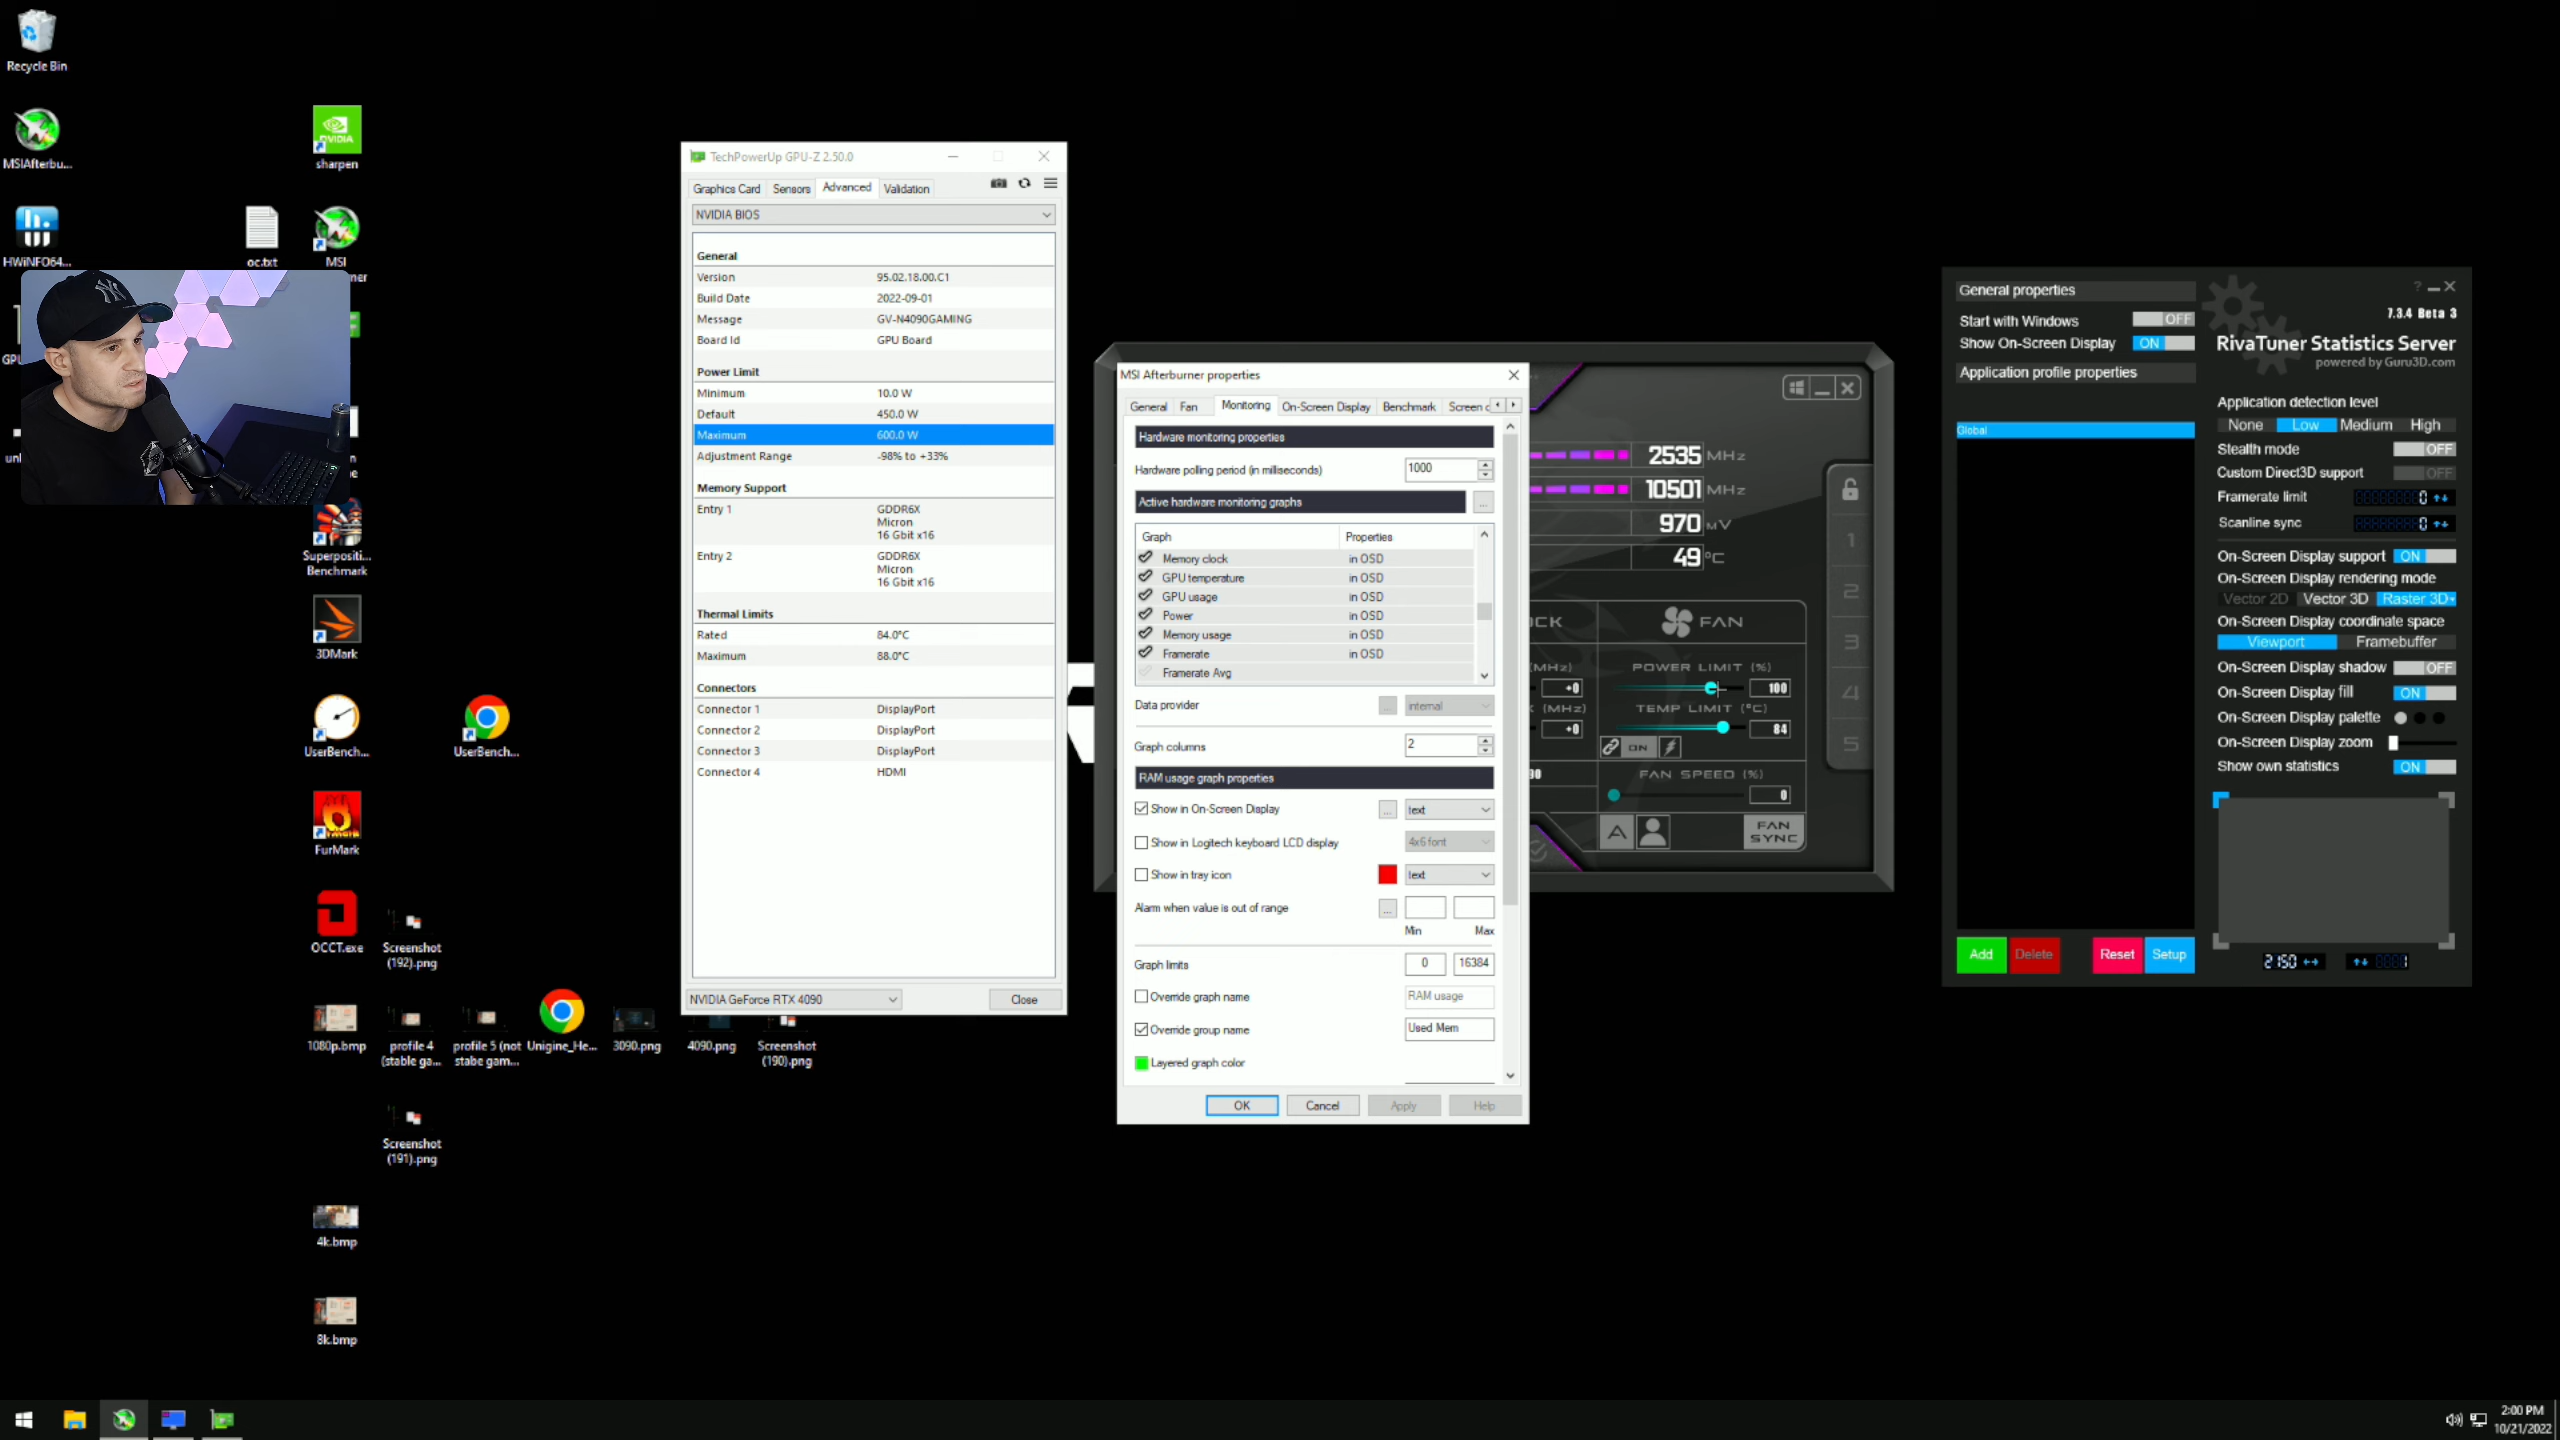 Recycle Bin
MSIAfterbu...
HWiNFO64...
oc.txt
sharpen
MSI
Superpositi...
Benchmark
3DMark
UserBench...
UserBench...
FurMark
OCCT.exe
Screenshot
(192).png
1080p.bmp
profile 4
(stable ga...
profile 5 (not
stabe gam...
Unigine_He...
3090.png
4090.png
Screenshot
(190).png
Screenshot
(191).png
4k.bmp
8k.bmp
TechPowerUp GPU-Z 2.50.0
Graphics Card
Sensors
Advanced
Validation
NVIDIA BIOS
General
Version 95.02.18.00.C1
Build Date 2022-09-01
Message GV-N4090GAMING
Board Id GPU Board
Power Limit
Minimum 10.0 W
Default 450.0 W
Maximum 600.0 W
Adjustment Range -98% to +33%
Memory Support
Entry 1 GDDR6X
Micron
16 Gbit x16
Entry 2 GDDR6X
Micron
16 Gbit x16
Thermal Limits
Rated 84.0°C
Maximum 88.0°C
Connectors
Connector 1 DisplayPort
Connector 2 DisplayPort
Connector 3 DisplayPort
Connector 4 HDMI
NVIDIA GeForce RTX 4090
Close
MSI Afterburner properties
General Fan Monitoring On-Screen Display Benchmark Screen
Hardware monitoring properties
Hardware polling period (in milliseconds) 1000
Active hardware monitoring graphs ...
Graph Properties
Memory clock in OSD
GPU temperature in OSD
GPU usage in OSD
Power in OSD
Memory usage in OSD
Framerate in OSD
Framerate Avg
Data provider ... internal
Graph columns 2
RAM usage graph properties
Show in On-Screen Display ... text
Show in Logitech keyboard LCD display 4x6 font
Show in tray icon text
Alarm when value is out of range ...
Min Max
Graph limits 0 16384
Override graph name RAM usage
Override group name Used Mem
Layered graph color
OK Cancel Apply Help
2535 MHz
10501 MHz
970 MV
49 °C
1
2
3
4
5
FAN
POWER LIMIT (%)
100
TEMP LIMIT (°C)
84
(MHz)
+0
(MHz)
+0
ON
FAN SPEED (%)
0
A
FAN
SYNC
General properties
Start with Windows OFF
Show On-Screen Display ON
Application profile properties
Global
Add Delete Reset Setup
7.3.4 Beta 3
RivaTuner Statistics Server
powered by Guru3D.com
Application detection level
None Low Medium High
Stealth mode OFF
Custom Direct3D support OFF
Framerate limit 0
Scanline sync 0
On-Screen Display support ON
On-Screen Display rendering mode
Vector 2D Vector 3D Raster 3D
On-Screen Display coordinate space
Viewport Framebuffer
On-Screen Display shadow OFF
On-Screen Display fill ON
On-Screen Display palette
On-Screen Display zoom
Show own statistics ON
2150
1
2:00 PM
10/21/2022